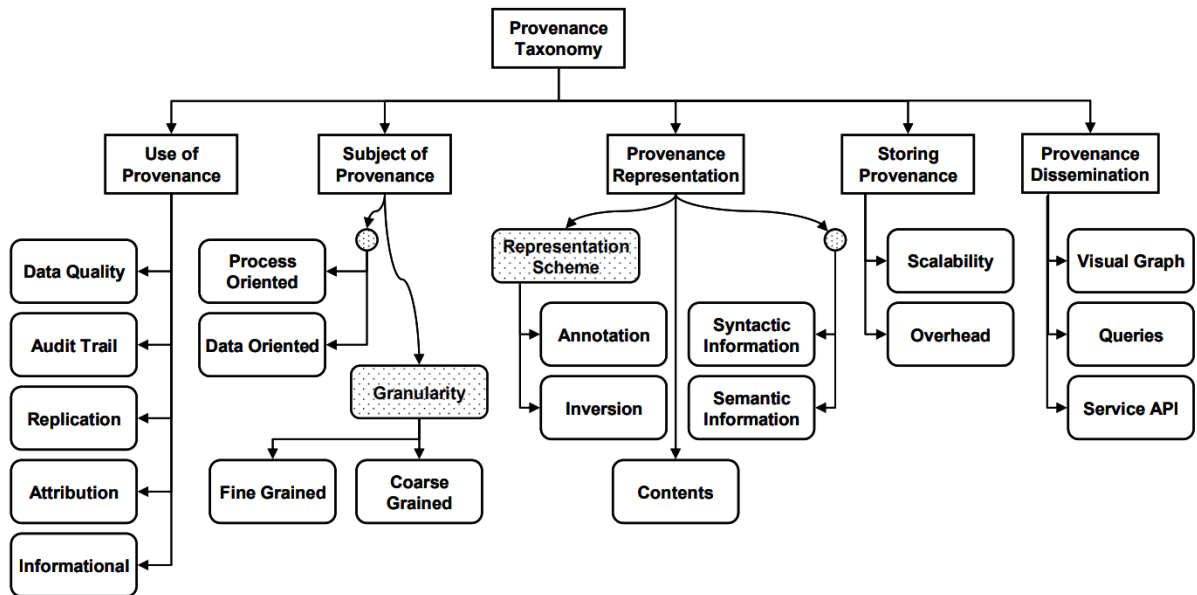 Provenance
Taxonomy
Use of
Provenance
Subject of
Provenance
Provenance
Representation
Storing
Provenance
Provenance
Dissemination
Data Quality
Audit Trail
Replication
Attribution
Informational
Process
Oriented
Data Oriented
Granularity
Fine Grained
Coarse
Grained
Representation
Scheme
Annotation
Inversion
Contents
Syntactic
Information
Semantic
Information
Scalability
Overhead
Visual Graph
Queries
Service API